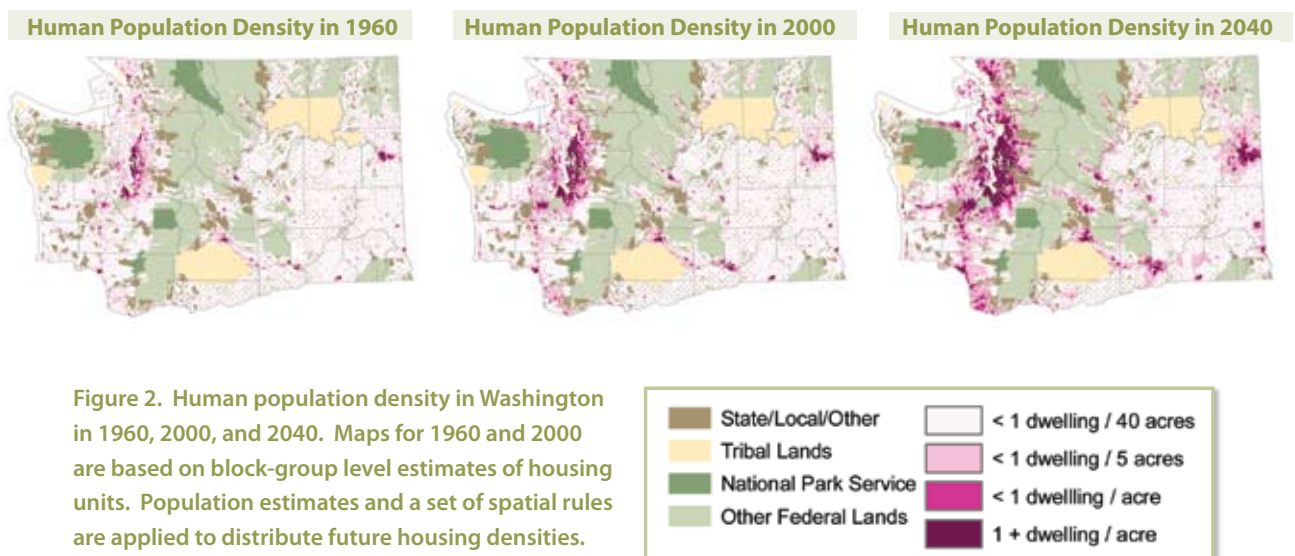 Human Population Density in 1960
Human Population Density in 2000
Human Population Density in 2040
Figure 2. Human population density in Washington
in 1960, 2000, and 2040. Maps for 1960 and 2000
are based on block-group level estimates of housing
units. Population estimates and a set of spatial rules
are applied to distribute future housing densities.
State/Local/Other
Tribal Lands
National Park Service
Other Federal Lands
< 1 dwelling / 40 acres
< 1 dwelling / 5 acres
< 1 dwellling / acre
1 + dwelling / acre